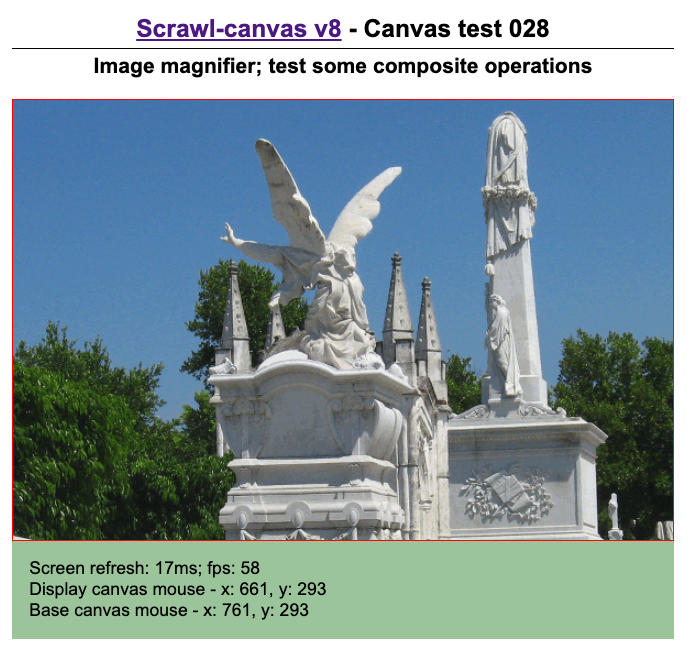 Scrawl-canvas v8 - Canvas test 028
Image magnifier; test some composite operations
Screen refresh: 17ms; fps: 58
Display canvas mouse - x: 661, y: 293
Base canvas mouse - x: 761, y: 293